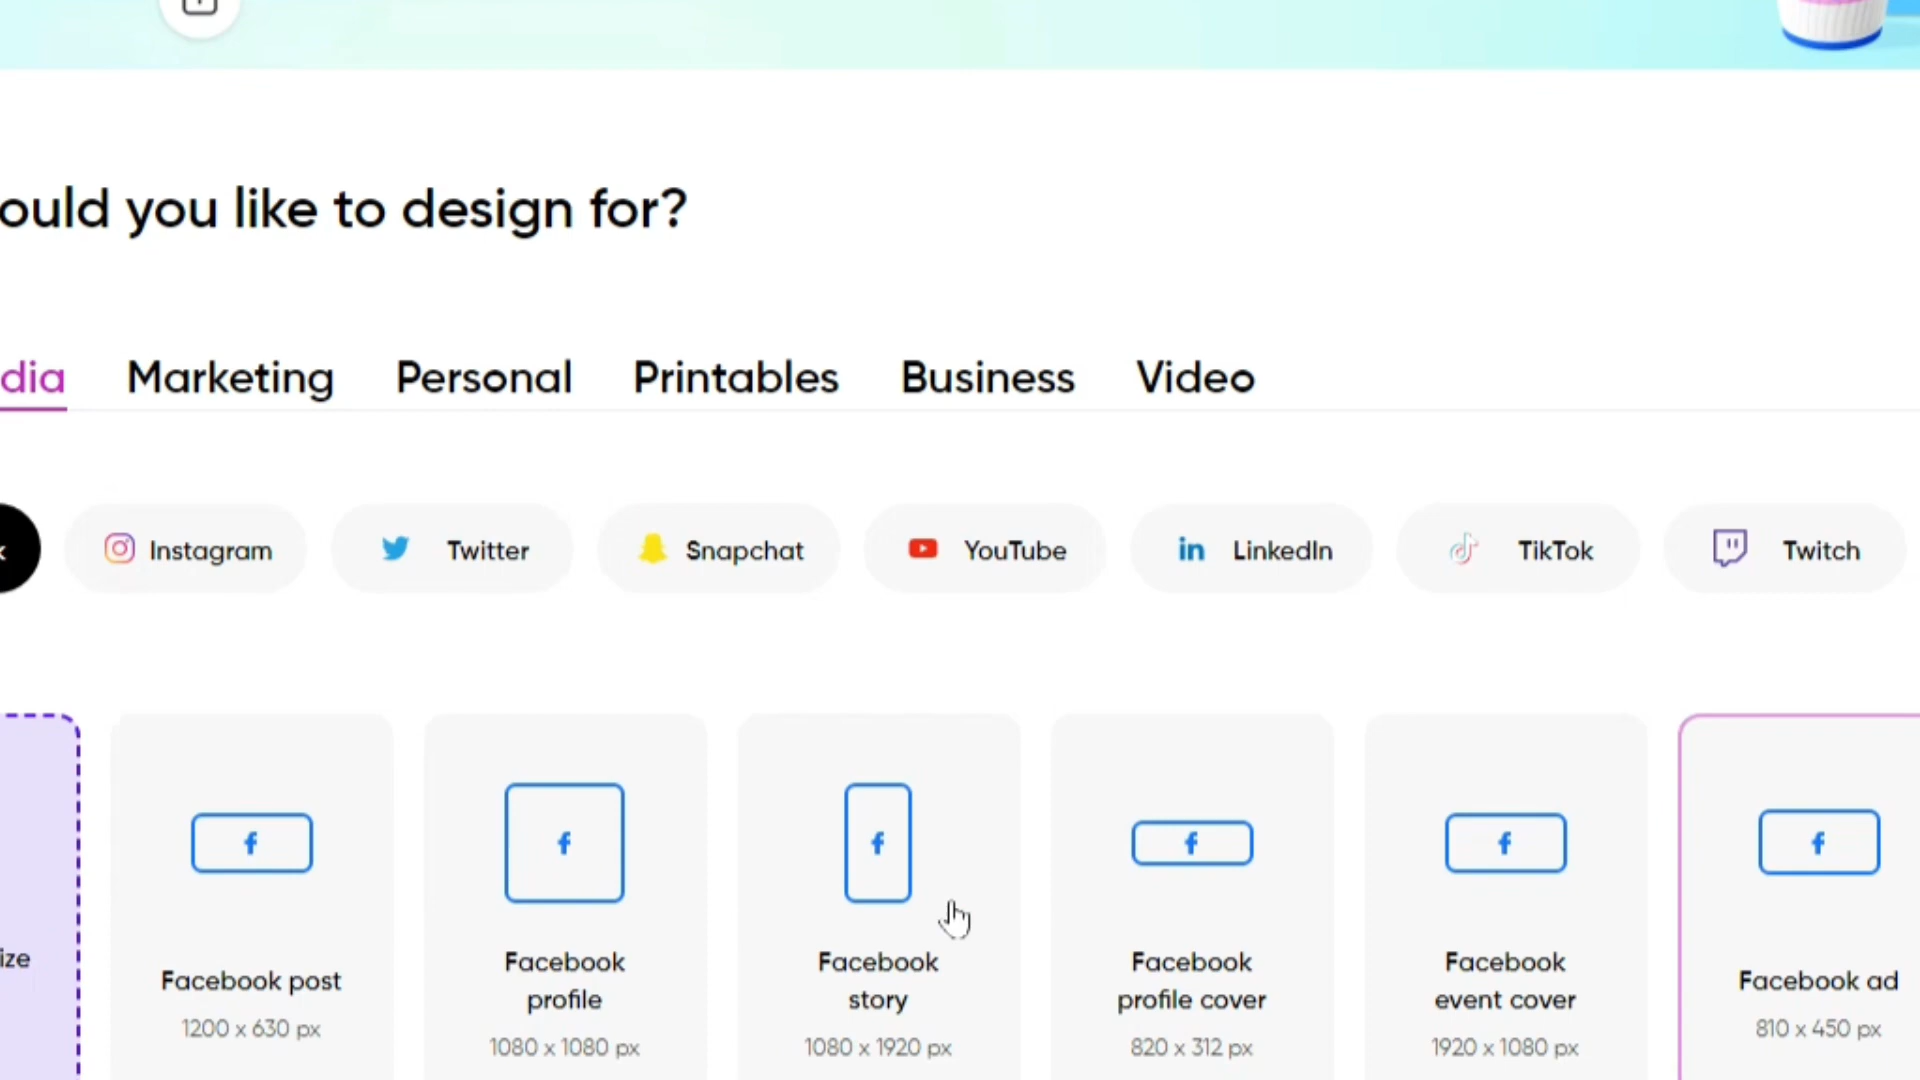 ould you like to design for?
dia Marketing Personal Printables Business Video
k Instagram Twitter Snapchat YouTube LinkedIn TikTok Twitch
ize
Facebook post
1200 x 630 px
Facebook
profile
1080 x 1080 px
Facebook
story
1080 x 1920 px
Facebook
profile cover
820 x 312 px
Facebook
event cover
1920 x 1080 px
Facebook ad
810 x 450 px